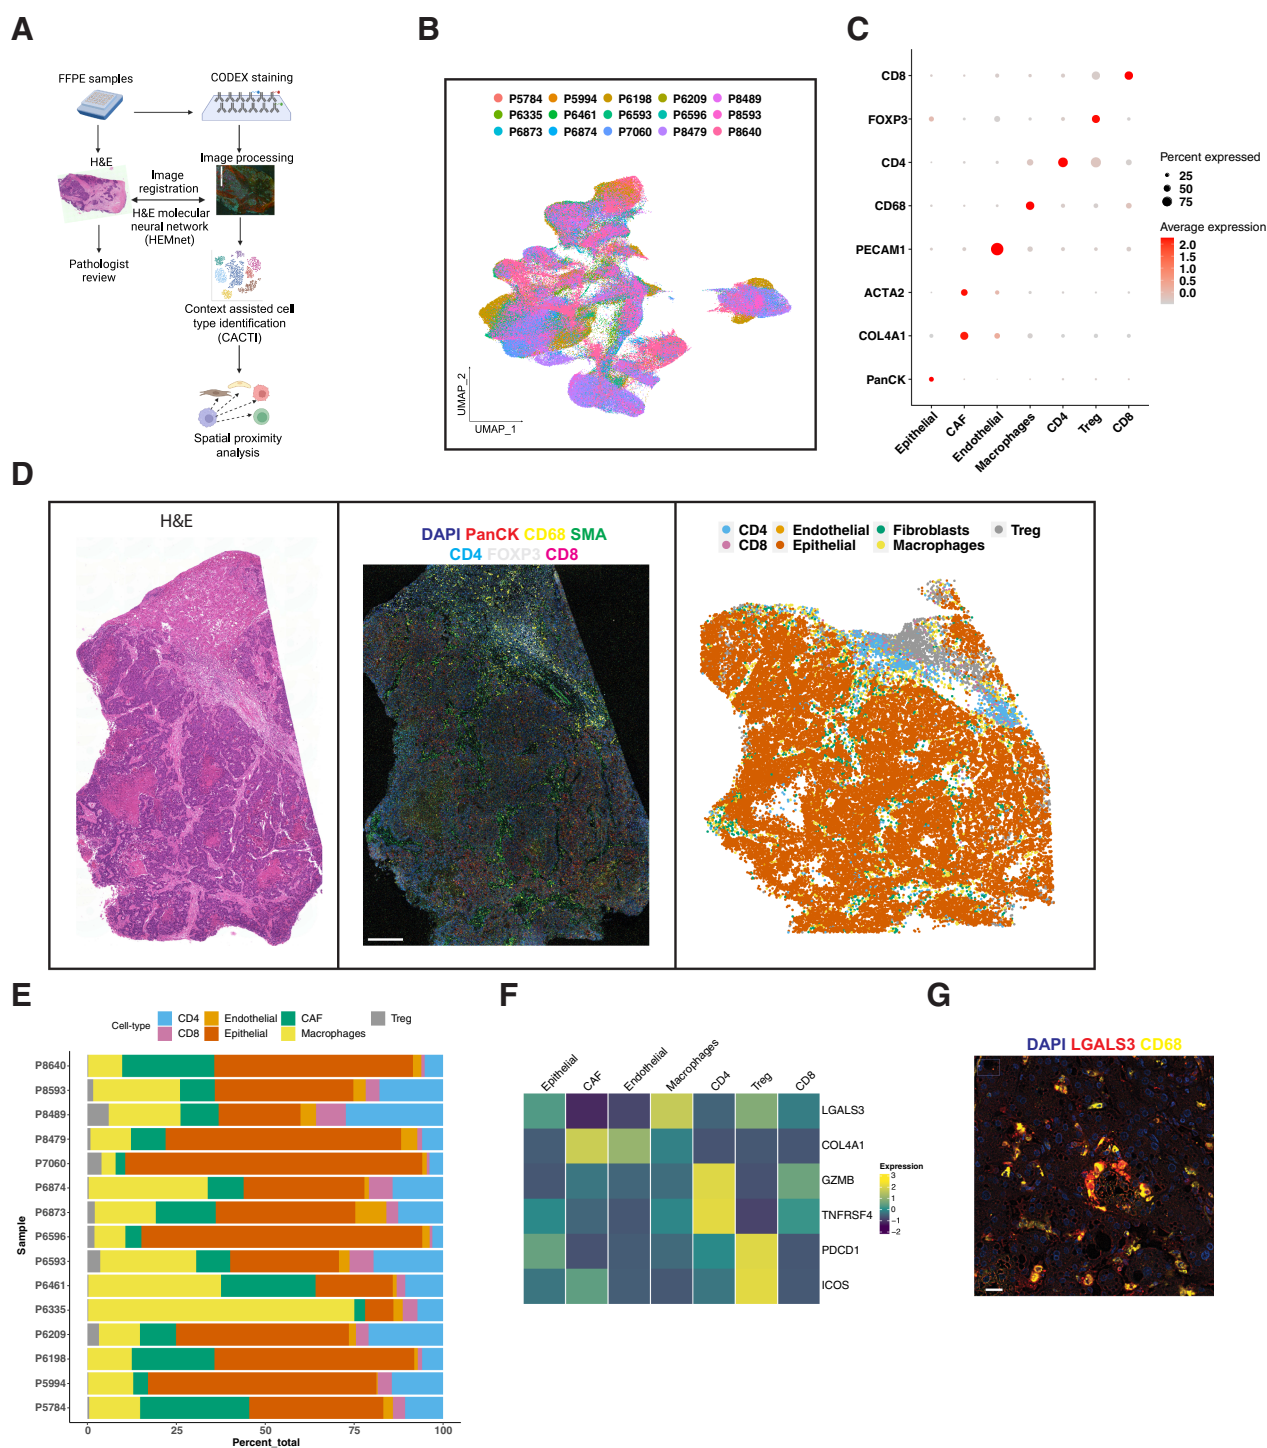 A
FFPE samples
CODEX staining
H&E
Image processing
Image
registration
H&E molecular
neural network
(HEMnet)
Pathologist
review
Context assisted cell
type identification
(CACTI)
Spatial proximity
analysis
B
P5784 P5994 P6198 P6209 P8489
P6335 P6461 P6593 P6596 P8593
P6873 P6874 P7060 P8479 P8640
UMAP_2
UMAP_1
C
CD8
FOXP3
CD4
CD68
PECAM1
ACTA2
COL4A1
PanCK
Epithelial
CAF
Endothelial
Macrophages
CD4
Treg
CD8
Percent expressed
25
50
75
Average expression
2.0
1.5
1.0
0.5
0.0
D
H&E
DAPI PanCK CD68 SMA
CD4 FOXP3 CD8
CD4 Endothelial Fibroblasts Treg
CD8 Epithelial Macrophages
E
Cell-type
CD4 Endothelial CAF Treg
CD8 Epithelial Macrophages
Sample
P8640
P8593
P8489
P8479
P7060
P6874
P6873
P6596
P6593
P6461
P6335
P6209
P6198
P5994
P5784
0 25 50 75 100
Percent_total
F
Epithelial
CAF
Endothelial
Macrophages
CD4
Treg
CD8
LGALS3
COL4A1
GZMB
TNFRSF4
PDCD1
ICOS
Expression
3
2
1
0
−1
−2
G
DAPI LGALS3 CD68